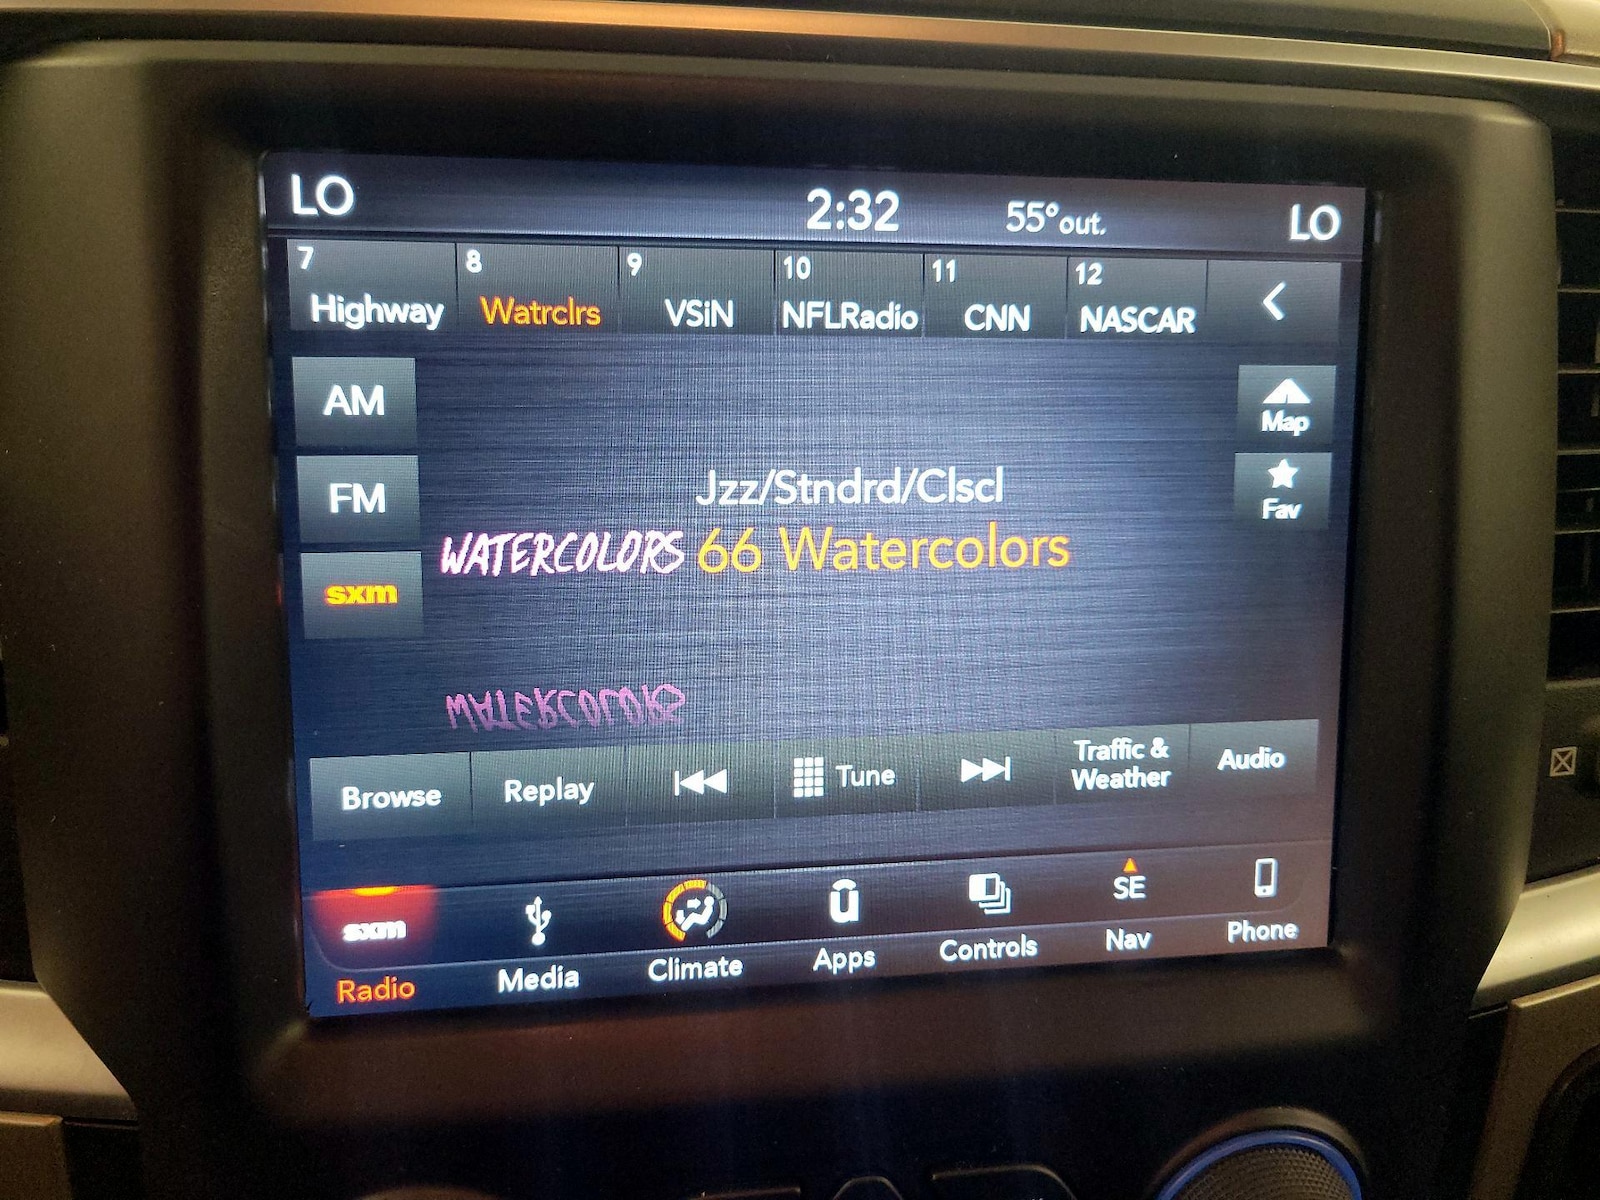 LO 2:32 55° out. LO
7 8 9 10 11 12
Highway Watrclrs VSiN NFLRadio CNN NASCAR
AM
Map
FM
Fav
Jzz/Stndrd/Clscl
WATERCOLORS 66 Watercolors
sxm
WATERCOLORS
Browse Replay Tune Traffic & Weather Audio
sxm SE
Radio Media Climate Apps Controls Nav Phone